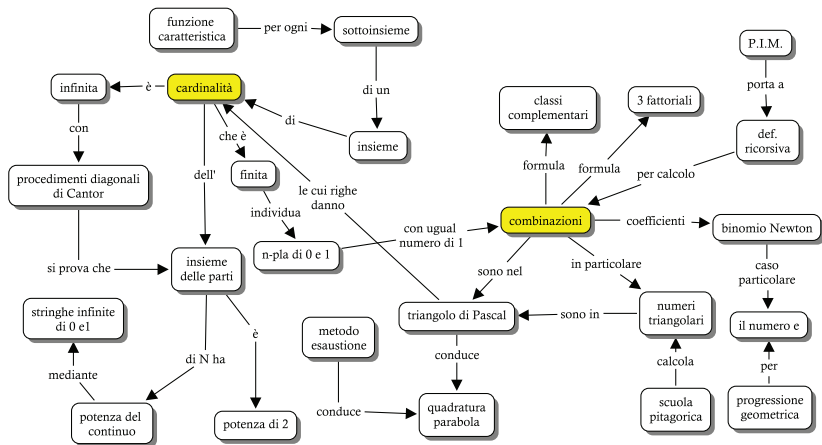 funzione
caratteristica
per ogni
sottoinsieme
P.I.M.
infinita
è
cardinalità
di un
classi
complementari
3 fattoriali
porta a
con
che è
di
insieme
def.
ricorsiva
procedimenti diagonali
di Cantor
dell'
finita
le cui righe
danno
formula
formula
per calcolo
individua
con ugual
numero di 1
combinazioni
coefficienti
binomio Newton
si prova che
insieme
delle parti
n-pla di 0 e 1
sono nel
in particolare
caso
particolare
stringhe infinite
di 0 e1
metodo
esaustione
triangolo di Pascal
sono in
numeri
triangolari
il numero e
mediante
di N ha
è
conduce
calcola
per
potenza del
continuo
potenza di 2
conduce
quadratura
parabola
scuola
pitagorica
progressione
geometrica